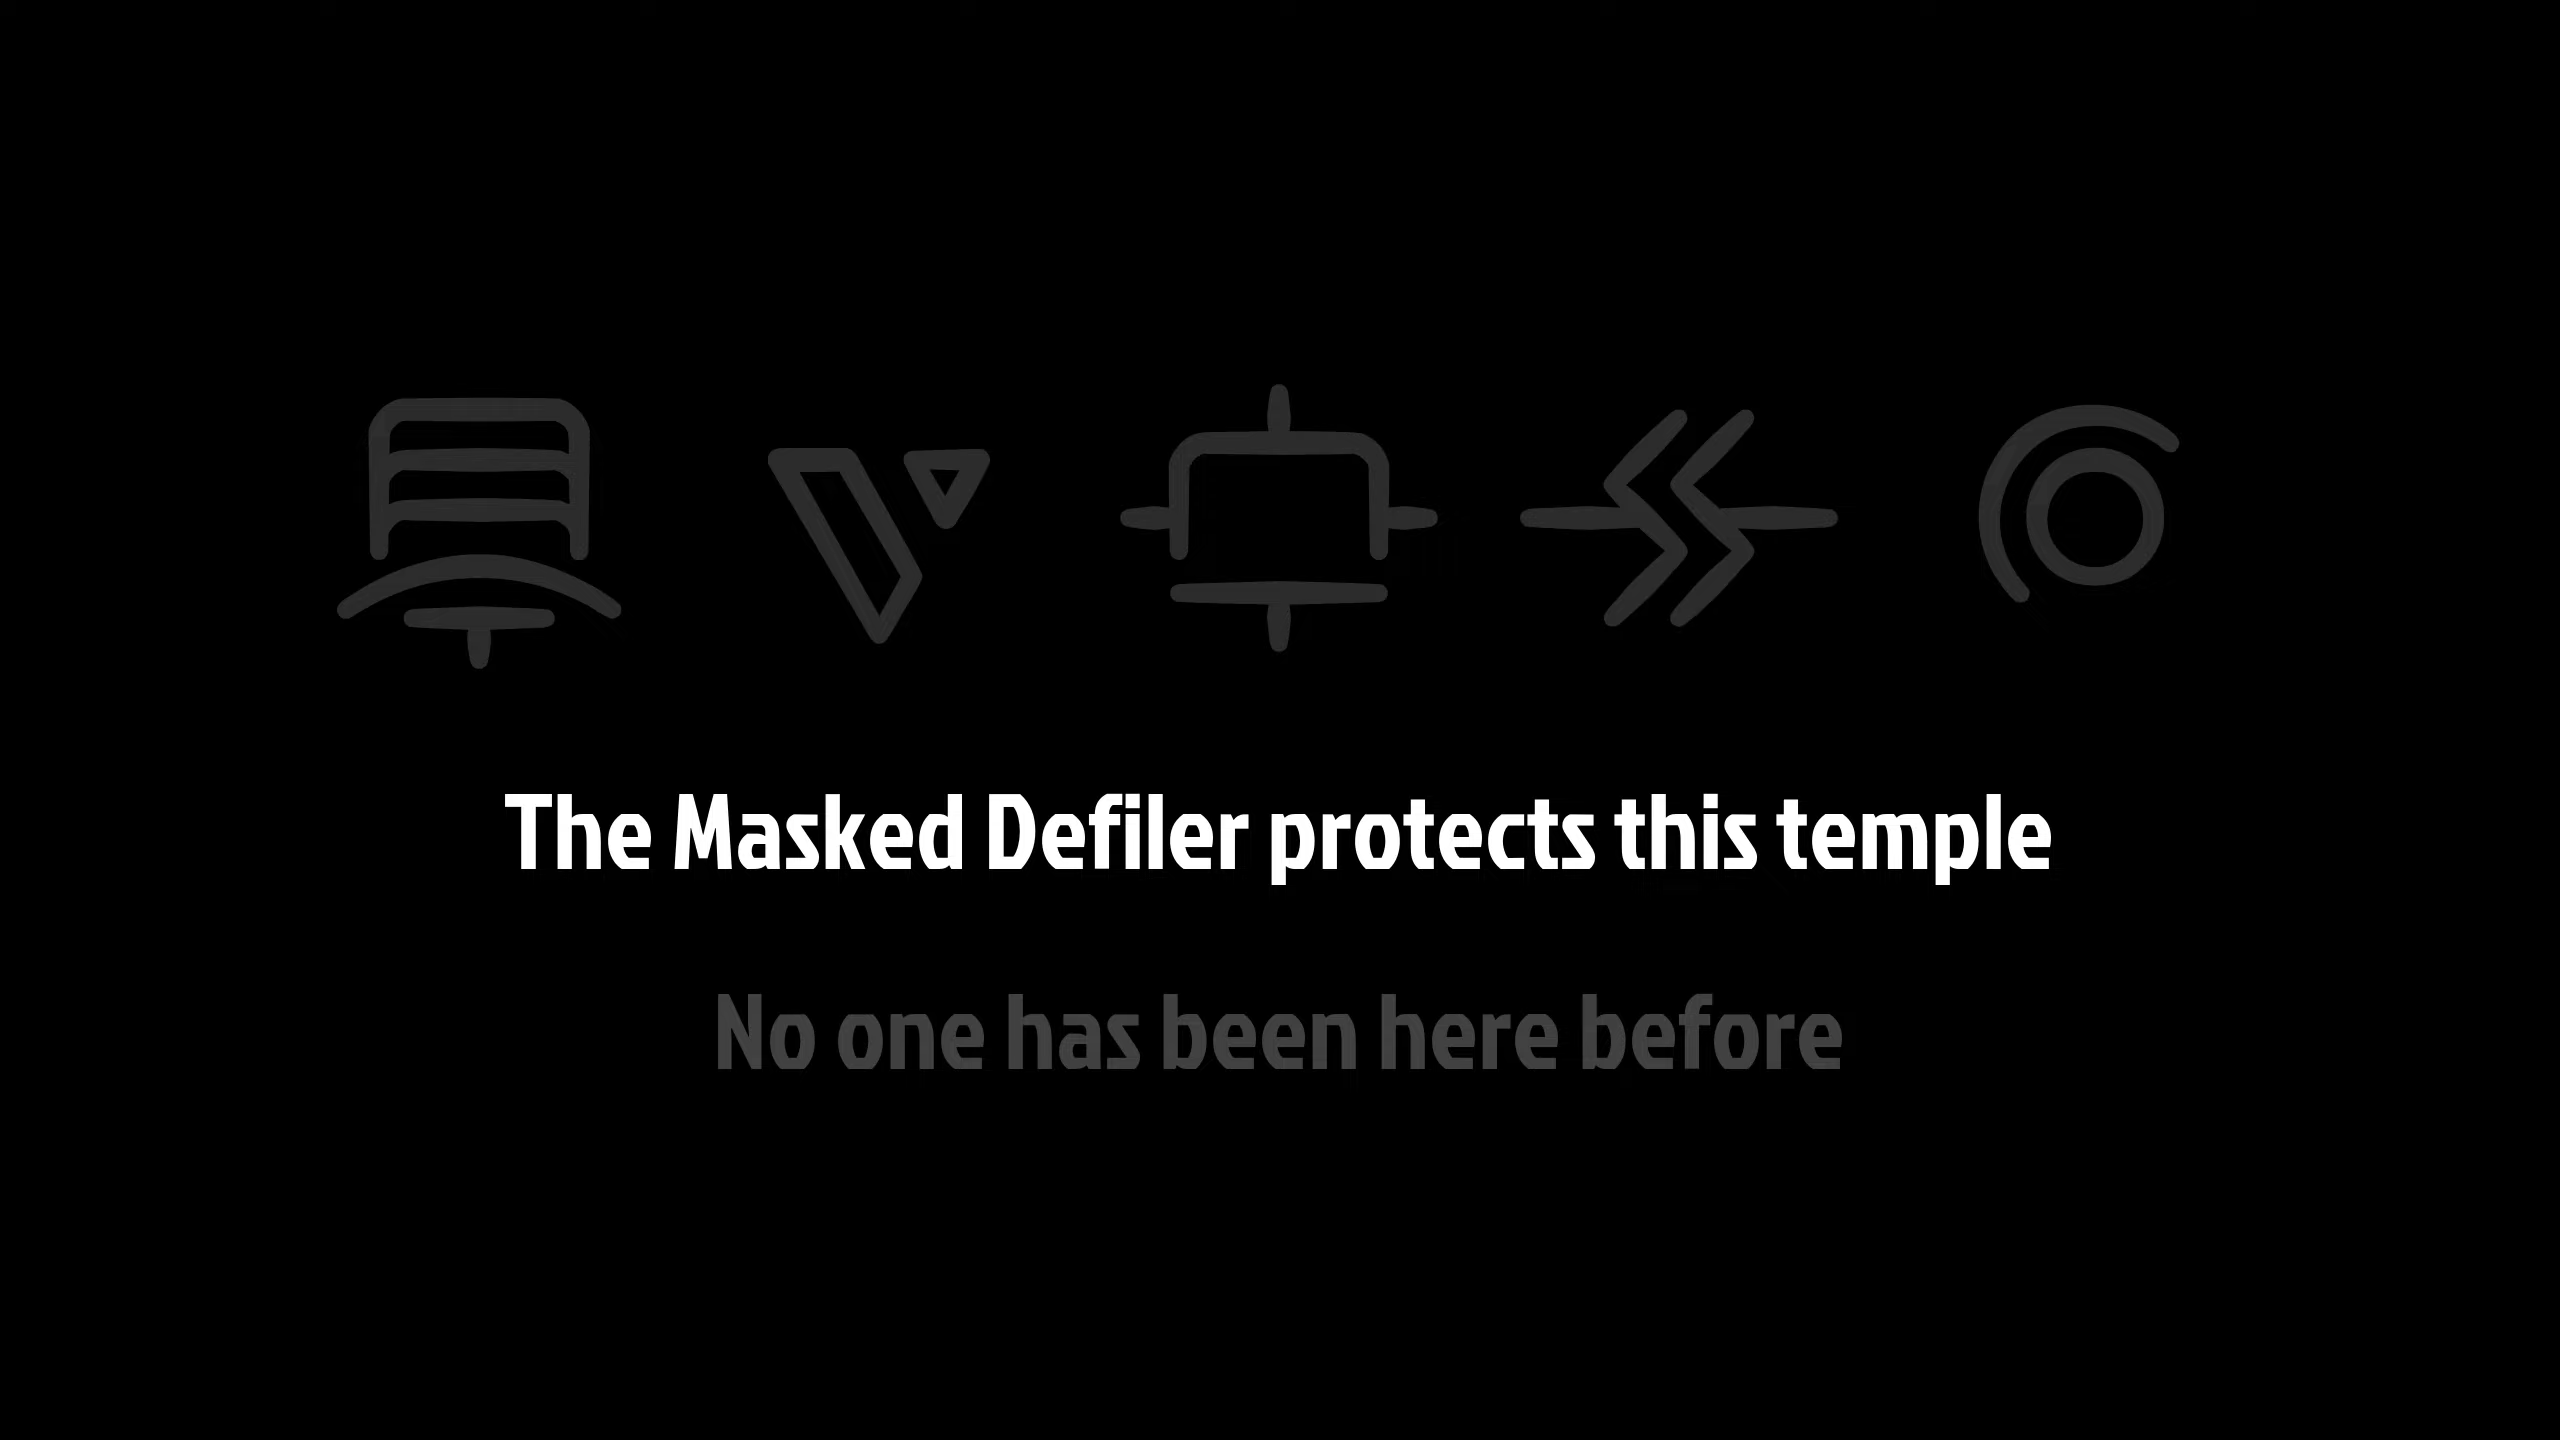 The Masked Defiler protects this temple
No one has been here before